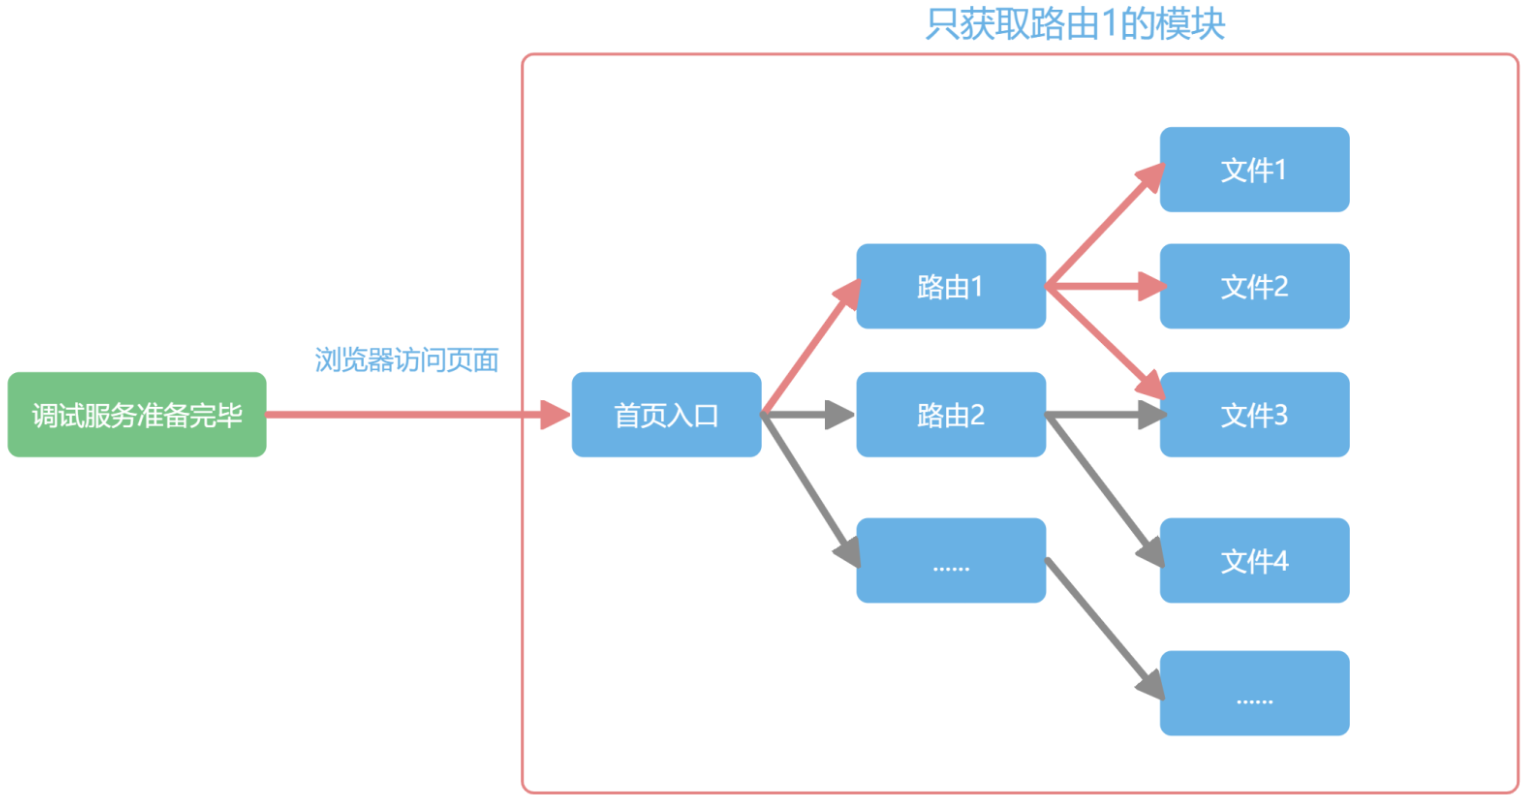 只获取路由1的模块
文件1
路由1
文件2
浏览器访问页面
调试服务准备完毕
首页入口
路由2
文件3
......
文件4
......